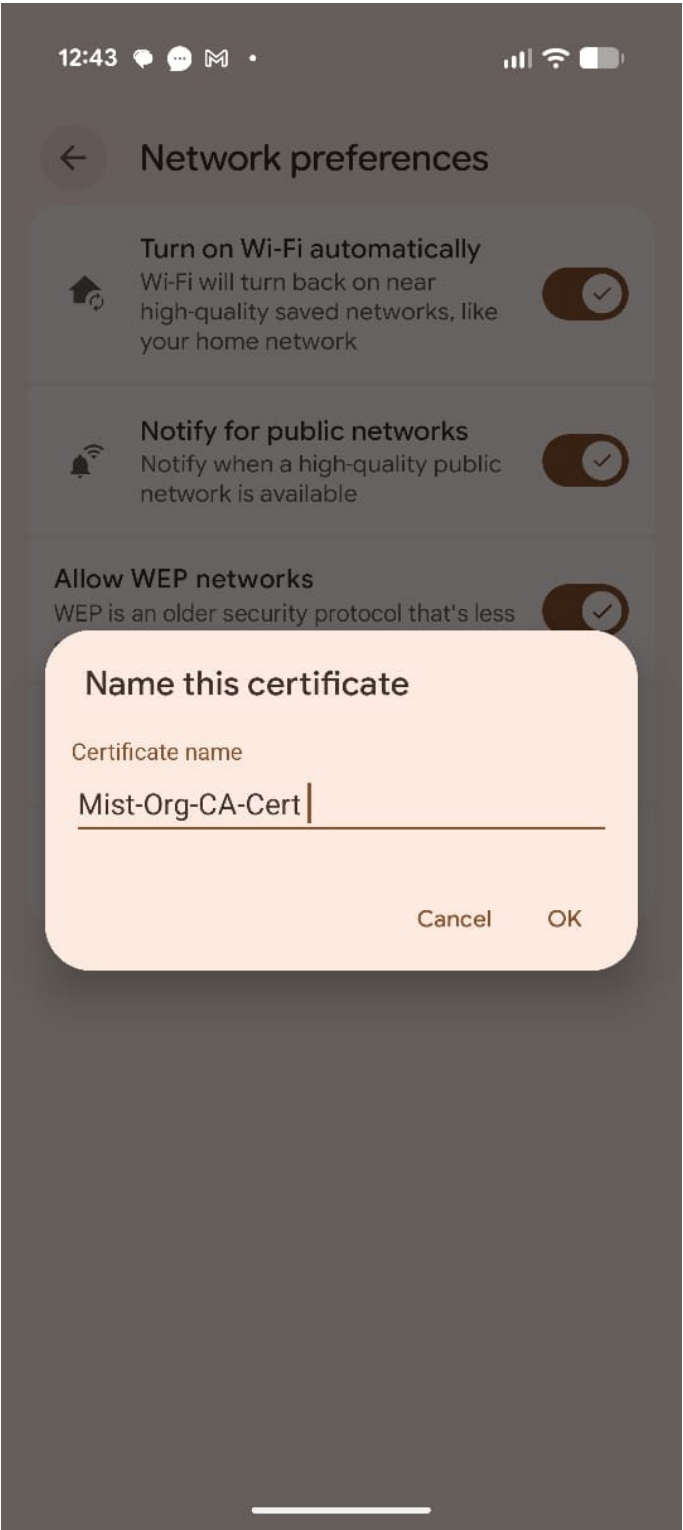 12:43
Network preferences
Turn on Wi-Fi automatically
Wi-Fi will turn back on near
high-quality saved networks, like
your home network
Notify for public networks
Notify when a high-quality public
network is available
Allow WEP networks
WEP is an older security protocol that's less
Name this certificate
Certificate name
Mist-Org-CA-Cert
Cancel OK